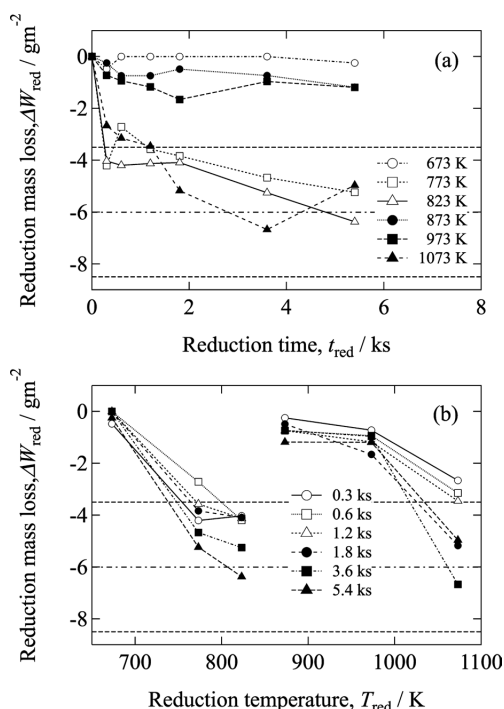 0
-2
-4
-6
-8
Reduction mass loss,ΔW_red / gm⁻²
(a)
673 K
773 K
823 K
873 K
973 K
1073 K
0
2
4
6
8
Reduction time, t_red / ks
0
-2
-4
-6
-8
Reduction mass loss,ΔW_red / gm⁻²
(b)
0.3 ks
0.6 ks
1.2 ks
1.8 ks
3.6 ks
5.4 ks
700
800
900
1000
1100
Reduction temperature, T_red / K